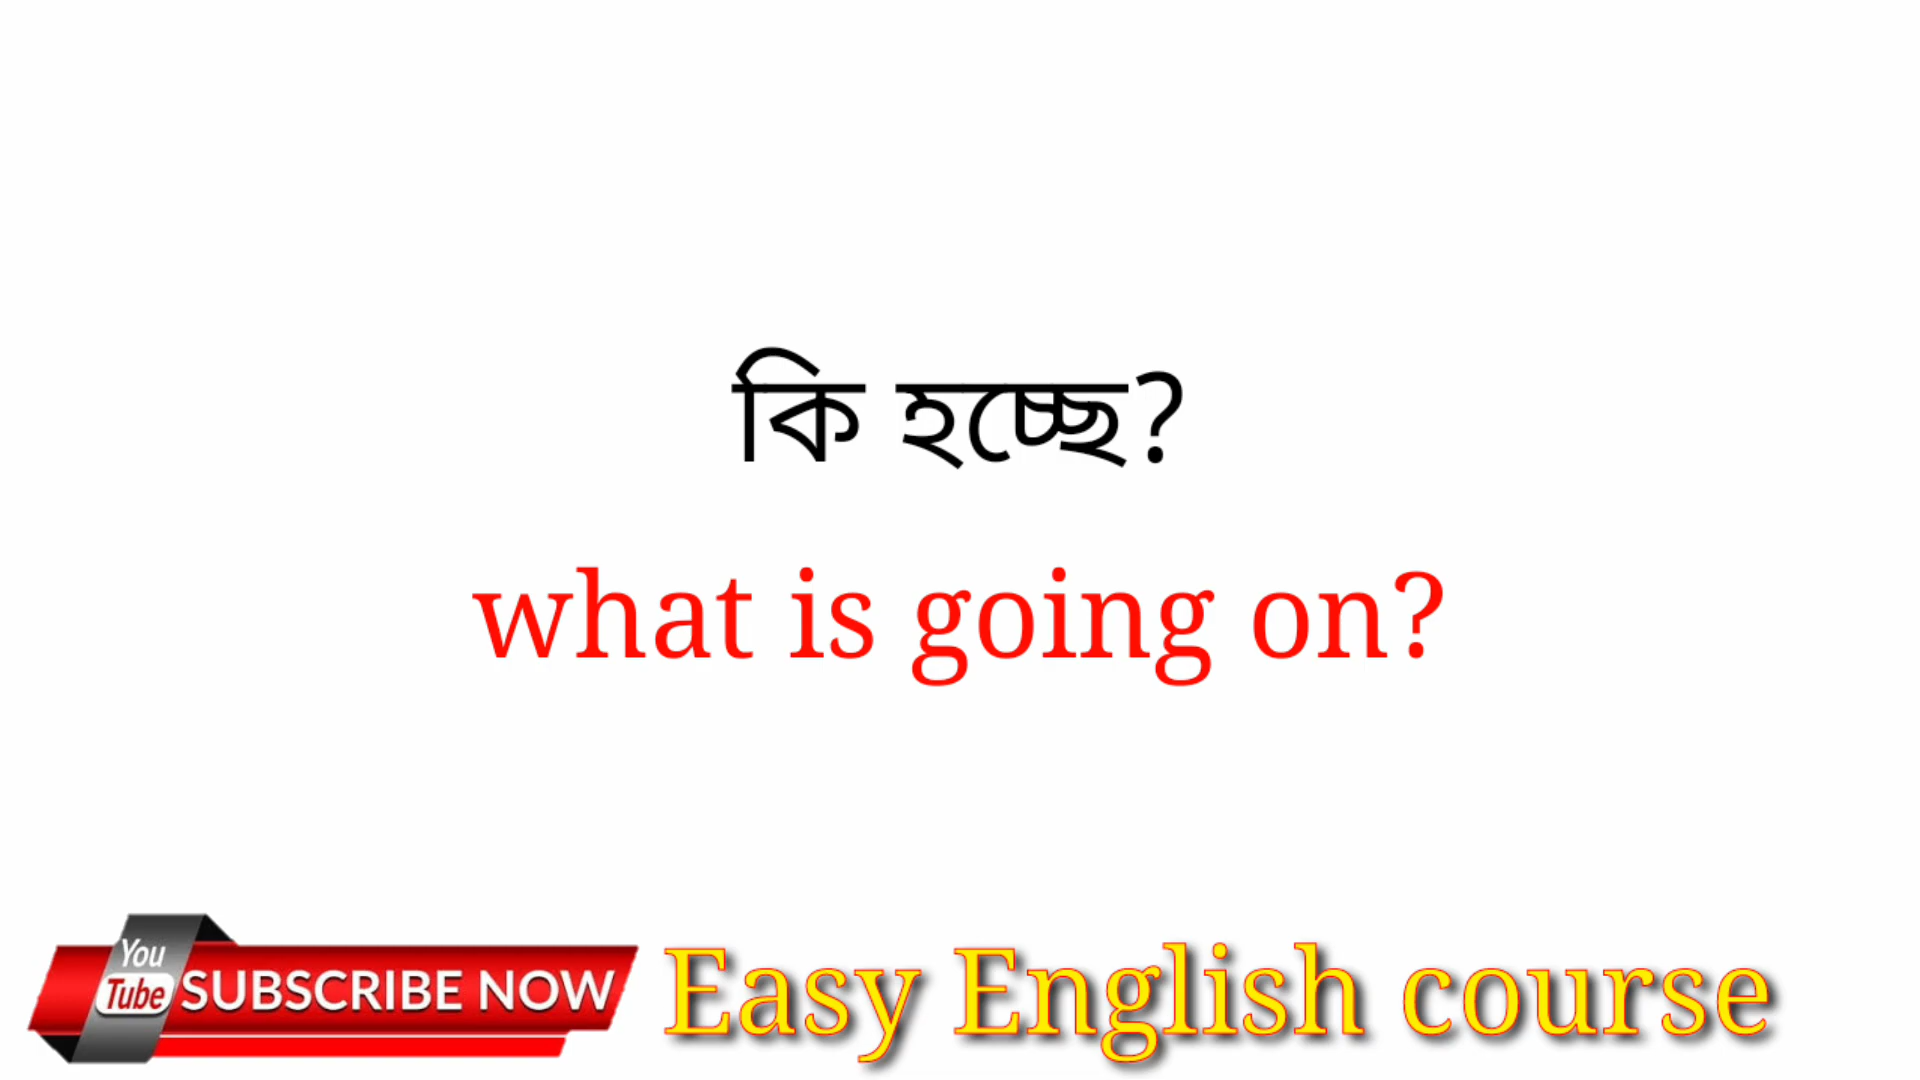 কি হচ্ছে?
what is going on?
You
Tube SUBSCRIBE NOW
Easy English course